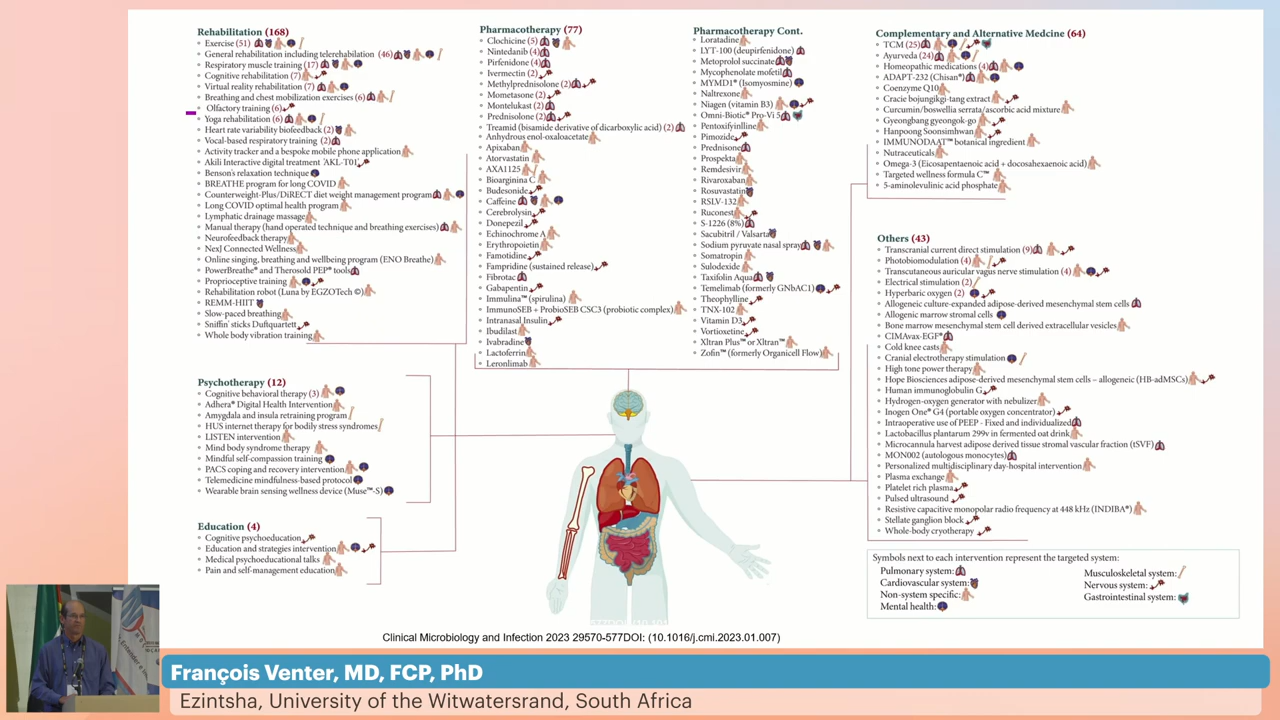 Rehabilitation (168)
Exercise (51)
General rehabilitation including telerehabilation (46)
Respiratory muscle training (17)
Cognitive rehabilitation (7)
Virtual reality rehabilitation (7)
Breathing and chest mobilization exercises (6)
Olfactory training (6)
Yoga rehabilitation (6)
Heart rate variability biofeedback (2)
Vocal-based respiratory training (2)
Activity tracker and a bespoke mobile phone application
Akili Interactive digital treatment 'AKL-T01'
Benson's relaxation technique
BREATHE program for long COVID
Counterweight-Plus/DiRECT diet weight management program
Long COVID optimal health program
Lymphatic drainage massage
Manual therapy (hand operated technique and breathing exercises)
Neurofeedback therapy
NexJ Connected Wellness
Online singing, breathing and wellbeing program (ENO Breathe)
PowerBreathe® and Therosold PEP® tools
Proprioceptive training
Rehabilitation robot (Luna by EGZOTech ©)
REMM-HIIT
Slow-paced breathing
Sniffin' sticks Duftquartett
Whole body vibration training
Psychotherapy (12)
Cognitive behavioral therapy (3)
Adhera® Digital Health Intervention
Amygdala and insula retraining program
HUS internet therapy for bodily stress syndromes
LISTEN intervention
Mind body syndrome therapy
Mindful self-compassion training
PACS coping and recovery intervention
Telemedicine mindfulness-based protocol
Wearable brain sensing wellness device (Muse™-S)
Education (4)
Cognitive psychoeducation
Education and strategies intervention
Medical psychoeducational talks
Pain and self-management education
Pharmacotherapy (77)
Clochicine (5)
Nintedanib (4)
Pirfenidone (4)
Ivermectin (2)
Methylprednisolone (2)
Mometasone (2)
Montelukast (2)
Prednisolone (2)
Treamid (bisamide derivative of dicarboxylic acid) (2)
Anhydrous enol-oxaloacetate
Apixaban
Atorvastatin
AXA1125
Bioarginina C
Budesonide
Caffeine
Cerebrolysin
Donepezil
Echinochrome A
Erythropoietin
Famotidine
Fampridine (sustained release)
Fibrotac
Gabapentin
Immulina™ (spirulina)
ImmunoSEB + ProbioSEB CSC3 (probiotic complex)
Intranasal Insulin
Ibudilast
Ivabradine
Lactoferrin
Leronlimab
Pharmacotherapy Cont.
Loratadine
LYT-100 (deupirfenidone)
Metoprolol succinate
Mycophenolate mofetil
MYMD1® (Isomyosmine)
Naltrexone
Niagen (vitamin B3)
Omni-Biotic® Pro-Vi 5
Pentoxifyinlline
Pimozide
Prednisone
Prospekta
Remdesivir
Rivaroxaban
Rosuvastatin
RSLV-132
Ruconest
S-1226 (8%)
Sacubitril / Valsartan
Sodium pyruvate nasal spray
Somatropin
Sulodexide
Taxifolin Aqua
Temelimab (formerly GNbAC1)
Theophylline
TNX-102
Vitamin D3
Vortioxetine
Xltran Plus™ or Xltran™
Zofin™ (formerly Organicell Flow)
Complementary and Alternative Medcine (64)
TCM (25)
Ayurveda (24)
Homeopathic medications (4)
ADAPT-232 (Chisan®)
Coenzyme Q10
Cracie bojungikgi-tang extract
Curcumin/boswellia serrata/ascorbic acid mixture
Gyeongbang gyeongok-go
Hanpoong Soonsimhwan
IMMUNODAAT™ botanical ingredient
Nutraceuticals
Omega-3 (Eicosapentaenoic acid + docosahexaenoic acid)
Targeted wellness formula C™
5-aminolevulinic acid phosphate
Others (43)
Transcranial current direct stimulation (9)
Photobiomodulation (4)
Transcutaneous auricular vagus nerve stimulation (4)
Electrical stimulation (2)
Hyperbaric oxygen (2)
Allogeneic culture-expanded adipose-derived mesenchymal stem cells
Allogenic marrow stromal cells
Bone marrow mesenchymal stem cell derived extracellular vesicles
CIMAvax-EGF®
Cold knee casts
Cranial electrotherapy stimulation
High tone power therapy
Hope Biosciences adipose-derived mesenchymal stem cells – allogeneic (HB-adMSCs)
Human immunoglobulin G
Hydrogen-oxygen generator with nebulizer
Inogen One® G4 (portable oxygen concentrator)
Intraoperative use of PEEP - Fixed and individualized
Lactobacillus plantarum 299v in fermented oat drink
Microcannula harvest adipose derived tissue stromal vascular fraction (tSVF)
MON002 (autologous monocytes)
Personalized multidisciplinary day-hospital intervention
Plasma exchange
Platelet rich plasma
Pulsed ultrasound
Resistive capacitive monopolar radio frequency at 448 kHz (INDIBA®)
Stellate ganglion block
Whole-body cryotherapy
Symbols next to each intervention represent the targeted system:
Pulmonary system:
Cardiovascular system:
Non-system specific:
Mental health:
Musculoskeletal system:
Nervous system:
Gastrointestinal system:
Clinical Microbiology and Infection 2023 29570-577DOI: (10.1016/j.cmi.2023.01.007)
François Venter, MD, FCP, PhD
Ezintsha, University of the Witwatersrand, South Africa